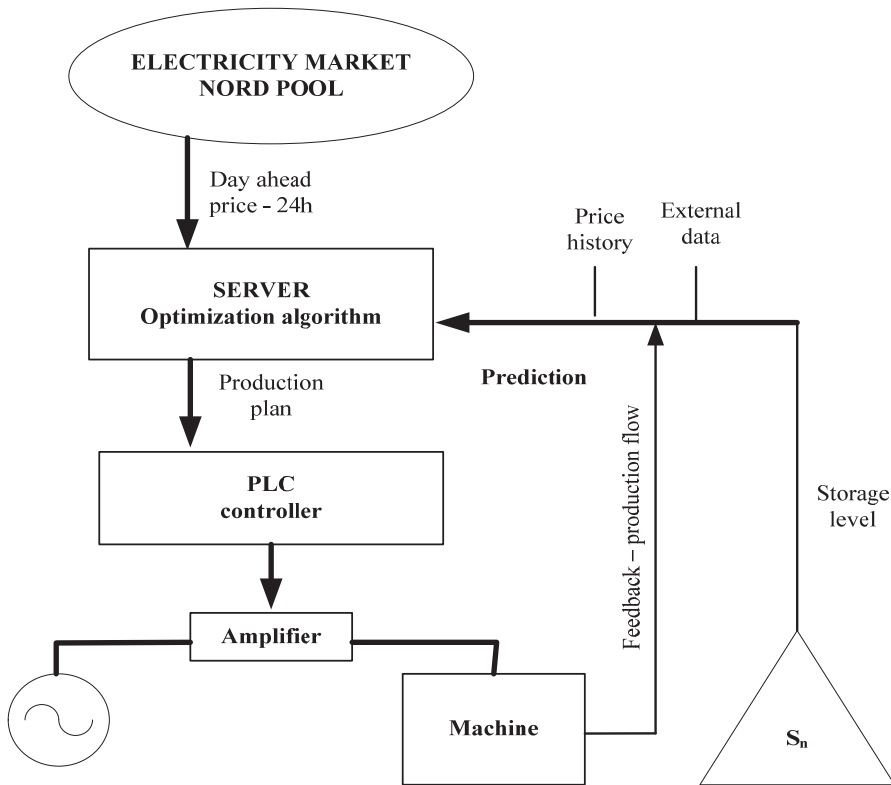 ELECTRICITY MARKET
NORD POOL
Day ahead
price - 24h
Price
history
External
data
SERVER
Optimization algorithm
Prediction
Production
plan
PLC
controller
Feedback – production flow
Storage
level
Amplifier
Machine
Sn